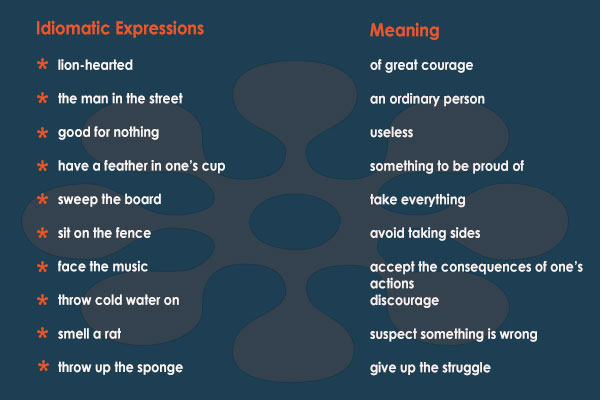 Idiomatic Expressions Meaning
* lion-hearted of great courage
* the man in the street an ordinary person
* good for nothing useless
* have a feather in one's cup something to be proud of
* sweep the board take everything
* sit on the fence avoid taking sides
* face the music accept the consequences of one's
actions
* throw cold water on discourage
* smell a rat suspect something is wrong
* throw up the sponge give up the struggle